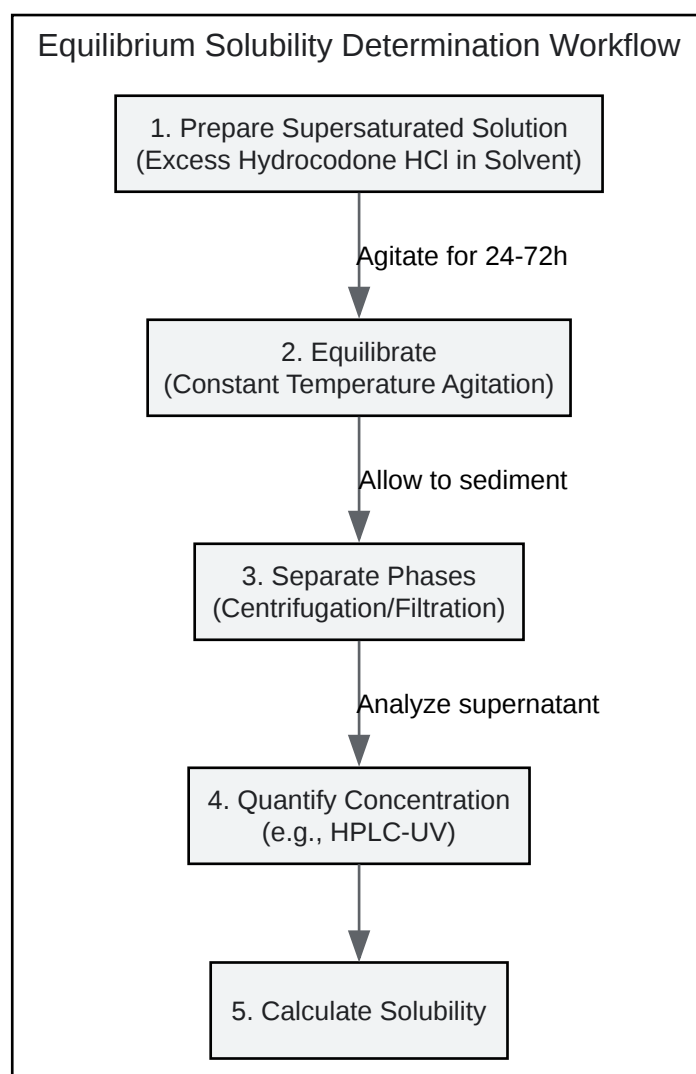 Equilibrium Solubility Determination Workflow
1. Prepare Supersaturated Solution
(Excess Hydrocodone HCl in Solvent)
Agitate for 24-72h
2. Equilibrate
(Constant Temperature Agitation)
Allow to sediment
3. Separate Phases
(Centrifugation/Filtration)
Analyze supernatant
4. Quantify Concentration
(e.g., HPLC-UV)
5. Calculate Solubility